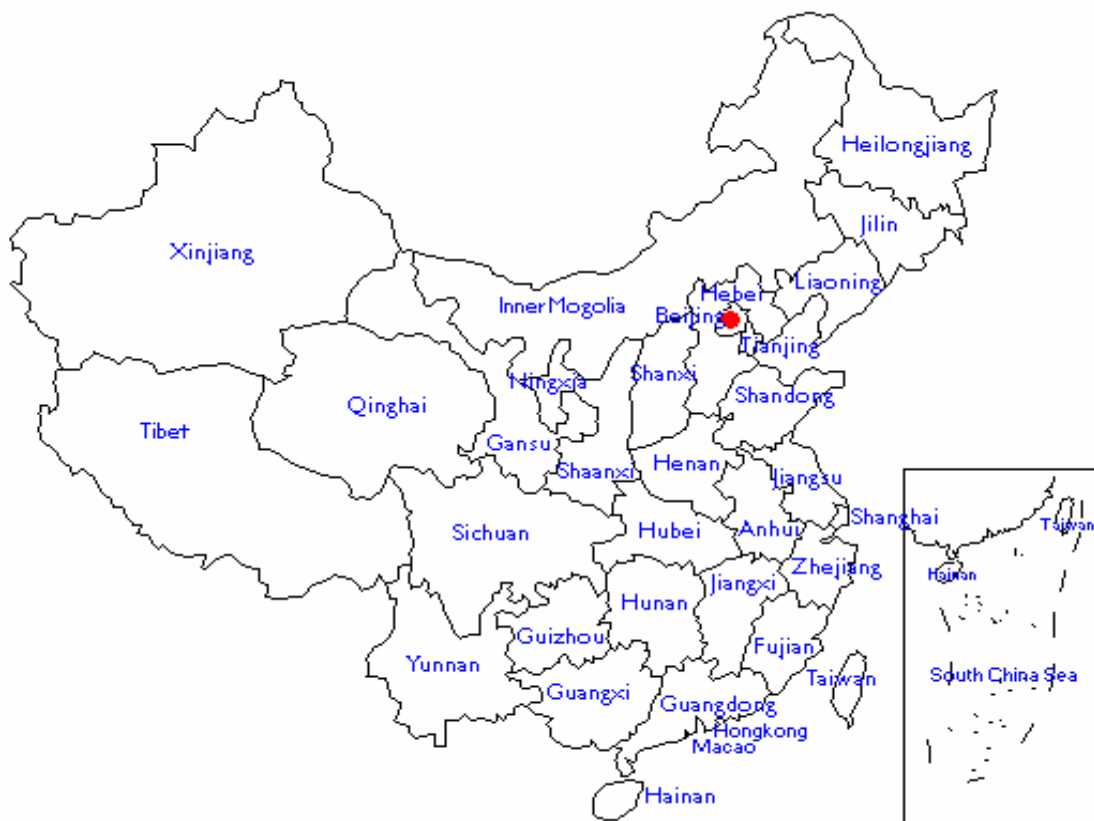 Heilongjiang
Jilin
Xinjiang
Liaoning
Hebei
InnerMogolia
Beijing
Tianjing
Shanxi
Ningxia
Shandong
Qinghai
Tibet
Gansu
Henan
Shaanxi
Jiangsu
Shanghai
Taiwan
Sichuan
Hubei
Anhui
Zhejiang
Hainan
Jiangxi
Hunan
Guizhou
Fujian
Yunnan
South China Sea
Taiwan
Guangxi
Guangdong
Hongkong
Macao
Hainan